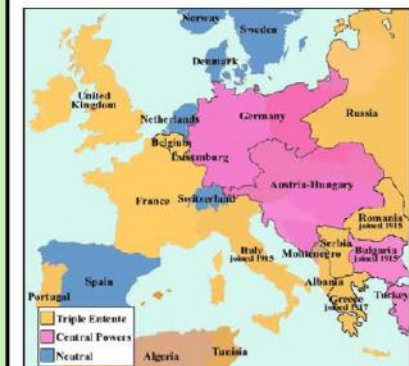 Norway
Sweden
Denmark
United
Kingdom
Netherlands
Germany
Russia
Belgium
Luxemburg
Austria-Hungary
France
Switzerland
Romania
joined 1915
Serbia
Italy
joined 1915
Bulgaria
joined 1915
Montenegro
Spain
Albania
Turkey
Portugal
Greece
joined 1917
Triple Entente
Central Powers
Neutral
Algeria
Tunisia